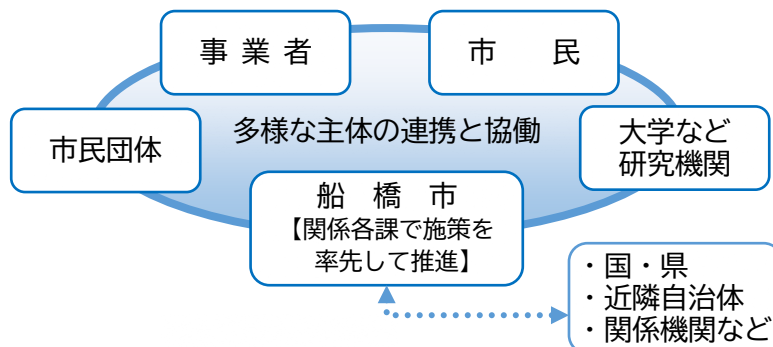 事 業 者
市　　民
市民団体
多様な主体の連携と協働
大学など
研究機関
船　橋　市
【関係各課で施策を
率先して推進】
・国・県
・近隣自治体
・関係機関など